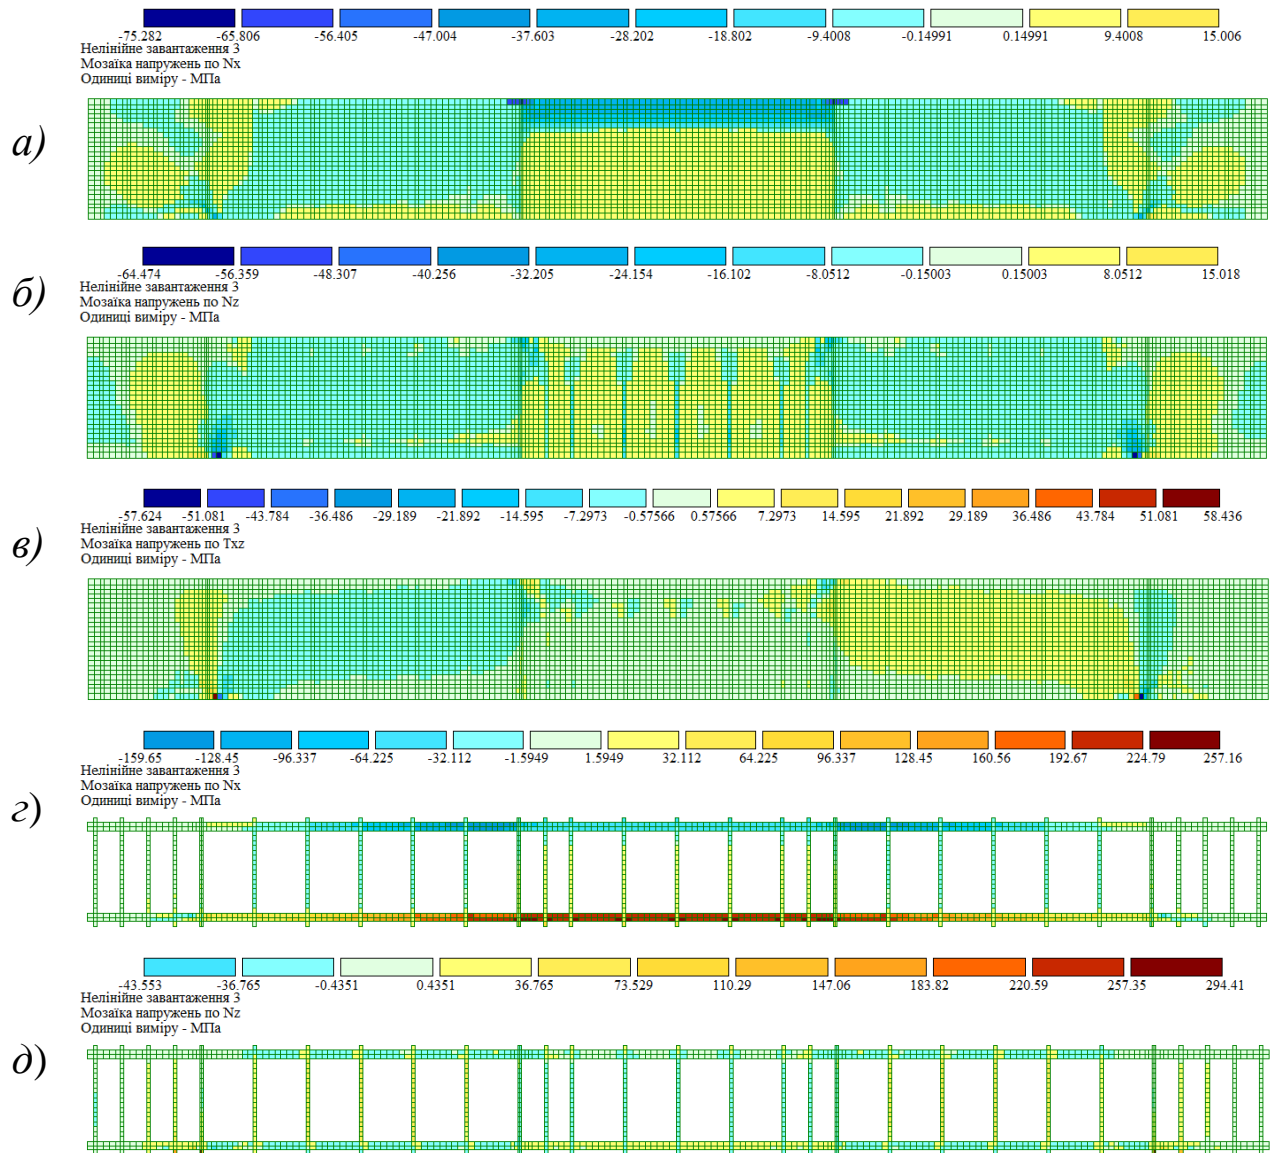 -75.282 -65.806 -56.405 -47.004 -37.603 -28.202 -18.802 -9.4008 -0.14991 0.14991 9.4008 15.006
Нелінійне завантаження 3
Мозаїка напружень по Nx
Одиниці виміру - МПа
а)
-64.474 -56.359 -48.307 -40.256 -32.205 -24.154 -16.102 -8.0512 -0.15003 0.15003 8.0512 15.018
Нелінійне завантаження 3
Мозаїка напружень по Nz
Одиниці виміру - МПа
б)
-57.624 -51.081 -43.784 -36.486 -29.189 -21.892 -14.595 -7.2973 -0.57566 0.57566 7.2973 14.595 21.892 29.189 36.486 43.784 51.081 58.436
Нелінійне завантаження 3
Мозаїка напружень по Txz
Одиниці виміру - МПа
в)
-159.65 -128.45 -96.337 -64.225 -32.112 -1.5949 1.5949 32.112 64.225 96.337 128.45 160.56 192.67 224.79 257.16
Нелінійне завантаження 3
Мозаїка напружень по Nx
Одиниці виміру - МПа
г)
-43.553 -36.765 -0.4351 0.4351 36.765 73.529 110.29 147.06 183.82 220.59 257.35 294.41
Нелінійне завантаження 3
Мозаїка напружень по Nz
Одиниці виміру - МПа
д)